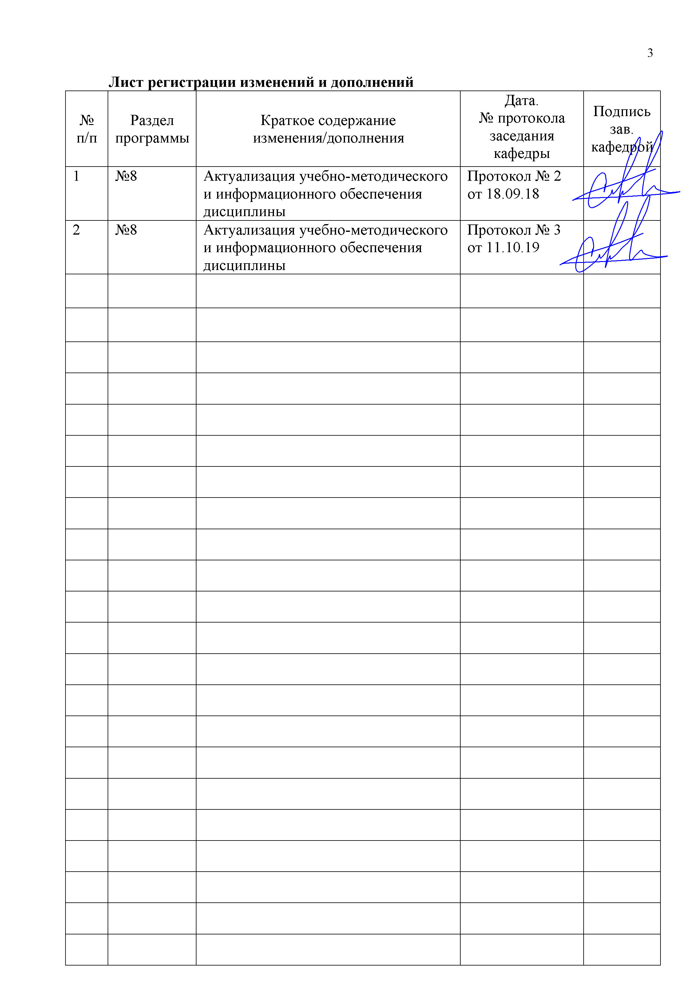 3
Лист регистрации изменений и дополнений
№
п/п
Раздел
программы
Краткое содержание
изменения/дополнения
Дата.
№ протокола
заседания
кафедры
Подпись
зав.
кафедрой
1
№8
Актуализация учебно-методического
и информационного обеспечения
дисциплины
Протокол № 2
от 18.09.18
2
№8
Актуализация учебно-методического
и информационного обеспечения
дисциплины
Протокол № 3
от 11.10.19